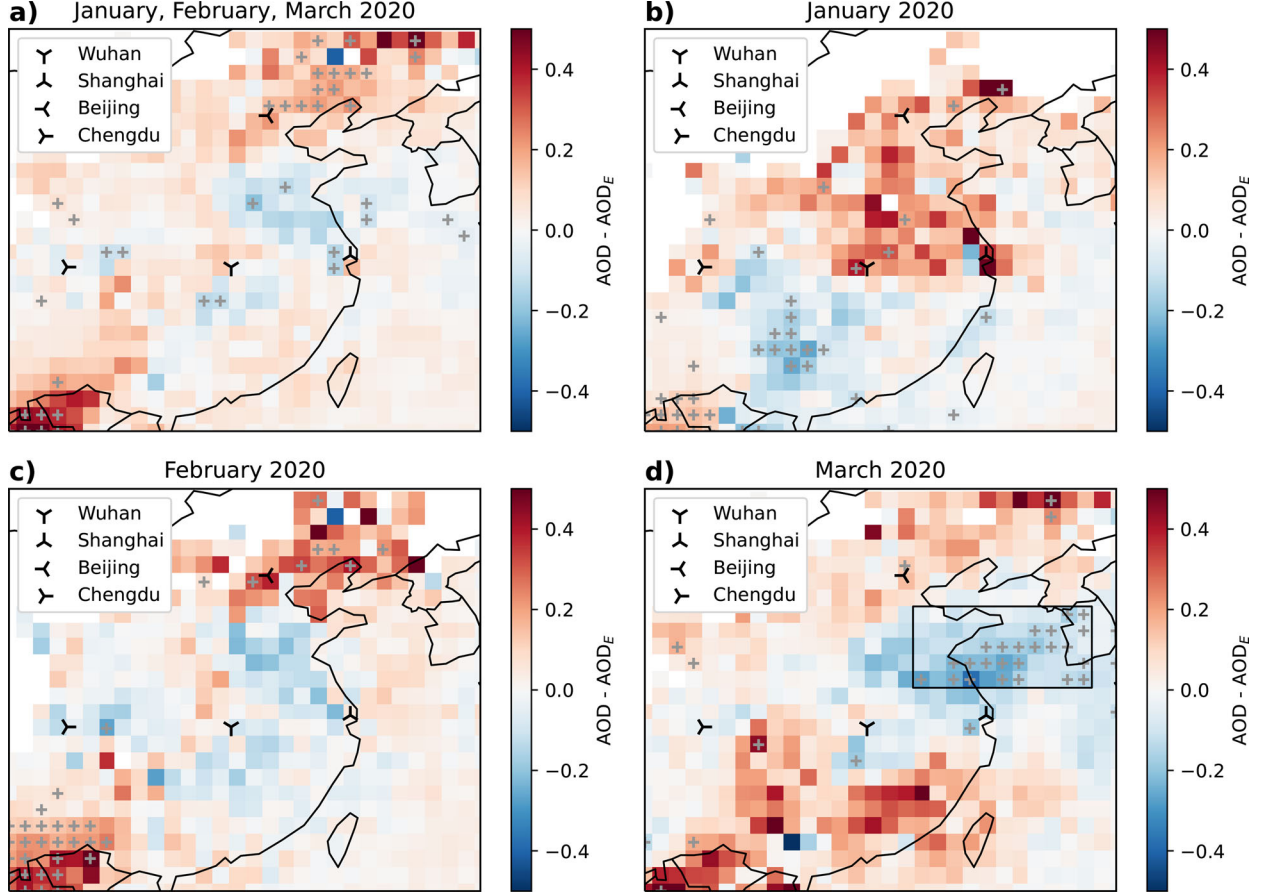 a)
January, February, March 2020
Wuhan
Shanghai
Beijing
Chengdu
0.4
0.2
0.0
−0.2
−0.4
AOD - AOD_E
b)
January 2020
Wuhan
Shanghai
Beijing
Chengdu
0.4
0.2
0.0
−0.2
−0.4
AOD - AOD_E
c)
February 2020
Wuhan
Shanghai
Beijing
Chengdu
0.4
0.2
0.0
−0.2
−0.4
AOD - AOD_E
d)
March 2020
Wuhan
Shanghai
Beijing
Chengdu
0.4
0.2
0.0
−0.2
−0.4
AOD - AOD_E